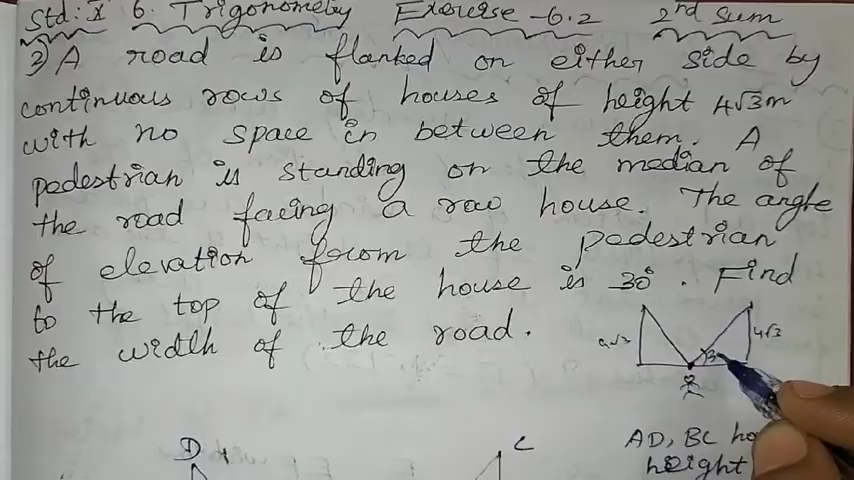 Std: X 6. Trigonometry Exercise -6.2 2nd Sum
2) A road is flanked on either side by
continuous rows of houses of height 4√3m
with no space in between them. A
pedestrian is standing on the median of
the road facing a row house. The angle
of elevation from the pedestrian
to the top of the house is 30°. Find
the width of the road.
4√3
4√3
D
C
AD, BC
height